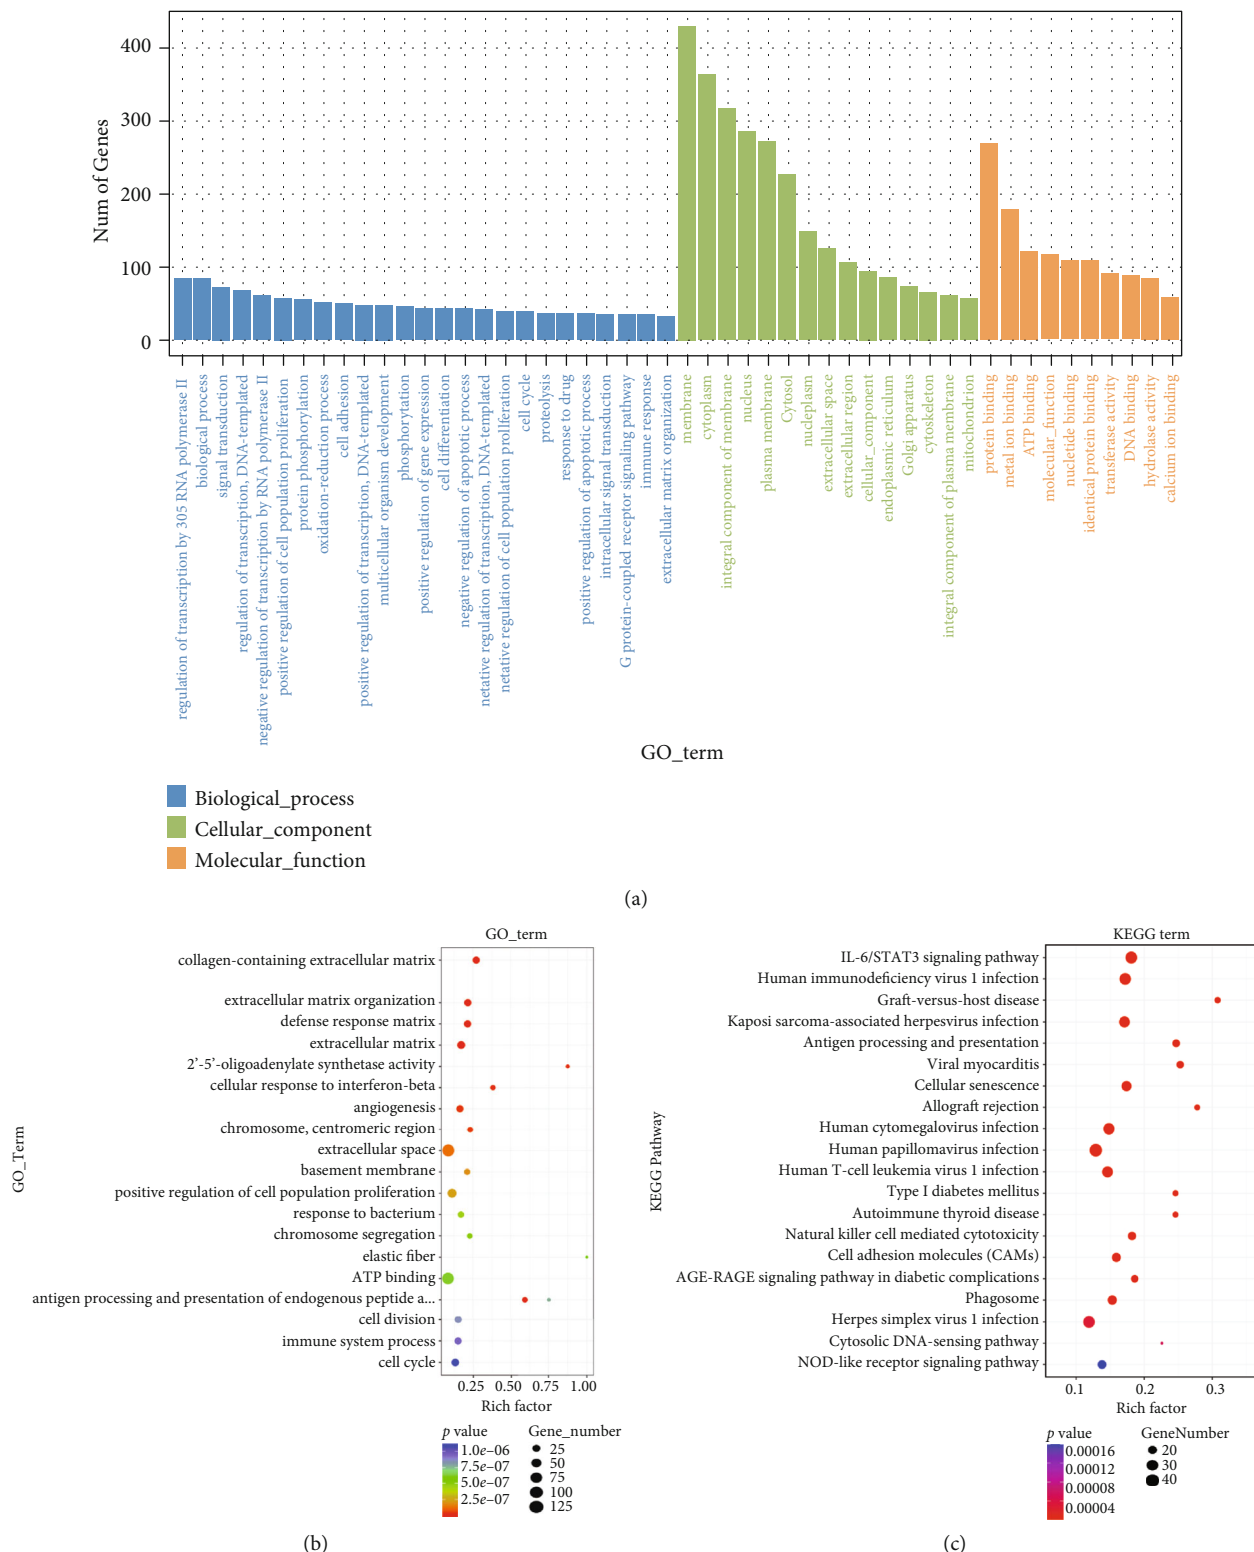 400
300
200
100
0
Num of Genes
regulation of transcription by 305 RNA polymerase II
biological process
signal transduction
regulation of transcription, DNA-templated
negative regulation of transcription by RNA polymerase II
positive regulation of cell population proliferation
protein phosphorylation
oxidation-reduction process
cell adhesion
positive regulation of transcription, DNA-templated
multicellular organism development
phosphorytation
positive regulation of gene expression
cell differentiation
negative regulation of apoptotic process
netative regulation of transcription, DNA-templated
netative regulation of cell population proliferation
cell cycle
proteolysis
response to drug
positive regulation of apoptotic process
intracellular signal transduction
G protein-coupled receptor signaling pathway
immune response
extracellular matrix organization
membrane
cytoplasm
integral component of membrane
nucleus
plasma membrane
Cytosol
nucleplasm
extracellular space
extracellular region
cellular_component
endoplasmic reticulum
Golgi apparatus
cytoskeleton
integral component of plasma membrane
mitochondrion
protein binding
metal ion binding
ATP binding
molecular_function
nucletide binding
identical protein binding
transferase activity
DNA binding
hydrolase activity
calcium ion binding
GO_term
Biological_process
Cellular_component
Molecular_function
(a)
GO_term
GO_Term
collagen-containing extracellular matrix
extracellular matrix organization
defense response matrix
extracellular matrix
2'-5'-oligoadenylate synthetase activity
cellular response to interferon-beta
angiogenesis
chromosome, centromeric region
extracellular space
basement membrane
positive regulation of cell population proliferation
response to bacterium
chromosome segregation
elastic fiber
ATP binding
antigen processing and presentation of endogenous peptide a...
cell division
immune system process
cell cycle
0.25 0.50 0.75 1.00
Rich factor
p value
1.0e–06
7.5e–07
5.0e–07
2.5e–07
Gene_number
25
50
75
100
125
(b)
KEGG term
KEGG Pathway
IL-6/STAT3 signaling pathway
Human immunodeficiency virus 1 infection
Graft-versus-host disease
Kaposi sarcoma-associated herpesvirus infection
Antigen processing and presentation
Viral myocarditis
Cellular senescence
Allograft rejection
Human cytomegalovirus infection
Human papillomavirus infection
Human T-cell leukemia virus 1 infection
Type I diabetes mellitus
Autoimmune thyroid disease
Natural killer cell mediated cytotoxicity
Cell adhesion molecules (CAMs)
AGE-RAGE signaling pathway in diabetic complications
Phagosome
Herpes simplex virus 1 infection
Cytosolic DNA-sensing pathway
NOD-like receptor signaling pathway
0.1 0.2 0.3
Rich factor
p value
0.00016
0.00012
0.00008
0.00004
GeneNumber
20
30
40
(c)